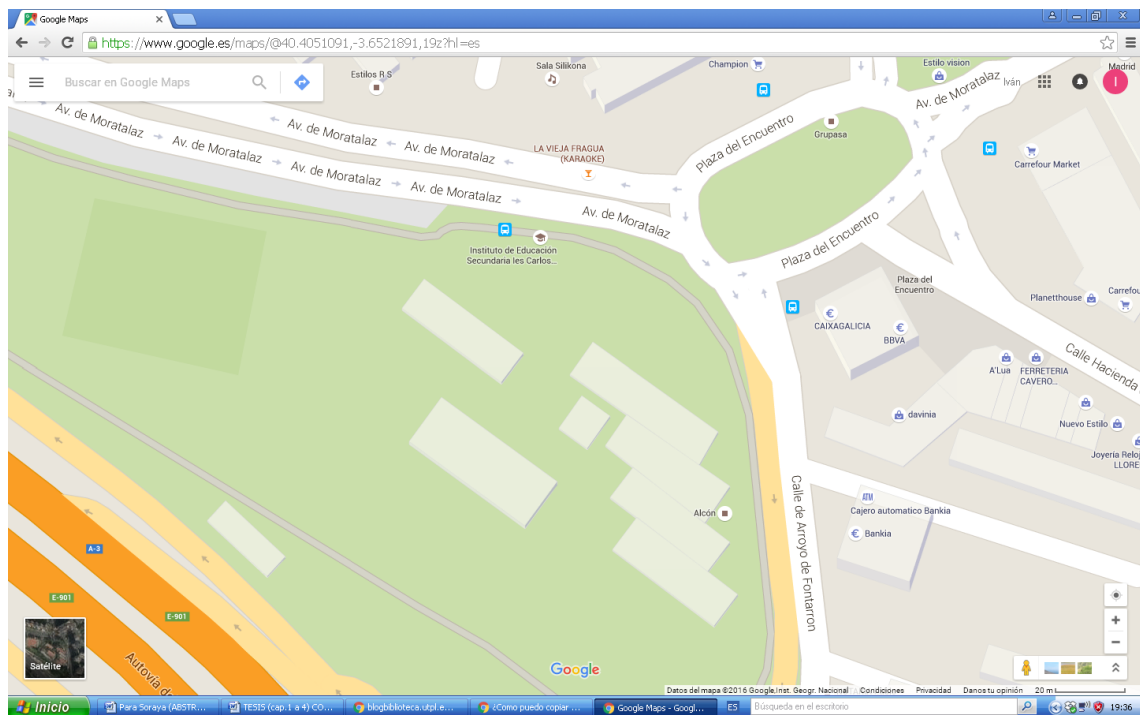 Google Maps
https://www.google.es/maps/@40.4051091,-3.6521891,19z?hl=es
Buscar en Google Maps
Estilos R.S
Sala Silikona
Champion
Estilo vision
Madrid
Iván
I
Av. de Moratalaz
Av. de Moratalaz
Av. de Moratalaz
Av. de Moratalaz
Av. de Moratalaz
Av. de Moratalaz
Av. de Moratalaz
Av. de Moratalaz
Av. de Moratalaz
LA VIEJA FRAGUA
(KARAOKE)
Plaza del Encuentro
Grupasa
Carrefour Market
Plaza del Encuentro
Instituto de Educación
Secundaria Ies Carlos...
Plaza del
Encuentro
Planetthouse
Carrefou
CAIXAGALICIA
BBVA
Calle Hacienda
A'Lua
FERRETERIA
CAVERO...
davinia
Nuevo Estilo
Joyeria Reloj
LLORE
Calle de Arroyo de Fontarron
ATM
Cajero automatico Bankia
Bankia
Alcón
A-3
E-901
E-901
Autovía d
Satélite
Google
Datos del mapa ©2016 Google,Inst. Geogr. Nacional
Condiciones
Privacidad
Danos tu opinión
20 m
Inicio
Para Soraya (ABSTR...
TESIS (cap.1 a 4) CO...
blogbiblioteca.utpl.e...
¿Como puedo copiar ...
Google Maps - Googl...
ES
Búsqueda en el escritorio
19:36